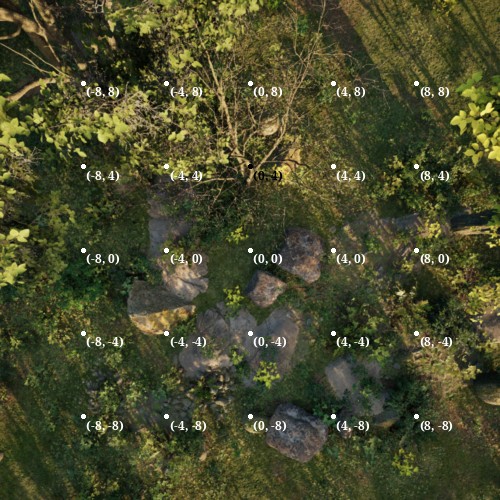 (-8, 8) (-4, 8) (0, 8) (4, 8) (8, 8)
(-8, 4) (-4, 4) (0, 4) (4, 4) (8, 4)
(-8, 0) (-4, 0) (0, 0) (4, 0) (8, 0)
(-8, -4) (-4, -4) (0, -4) (4, -4) (8, -4)
(-8, -8) (-4, -8) (0, -8) (4, -8) (8, -8)